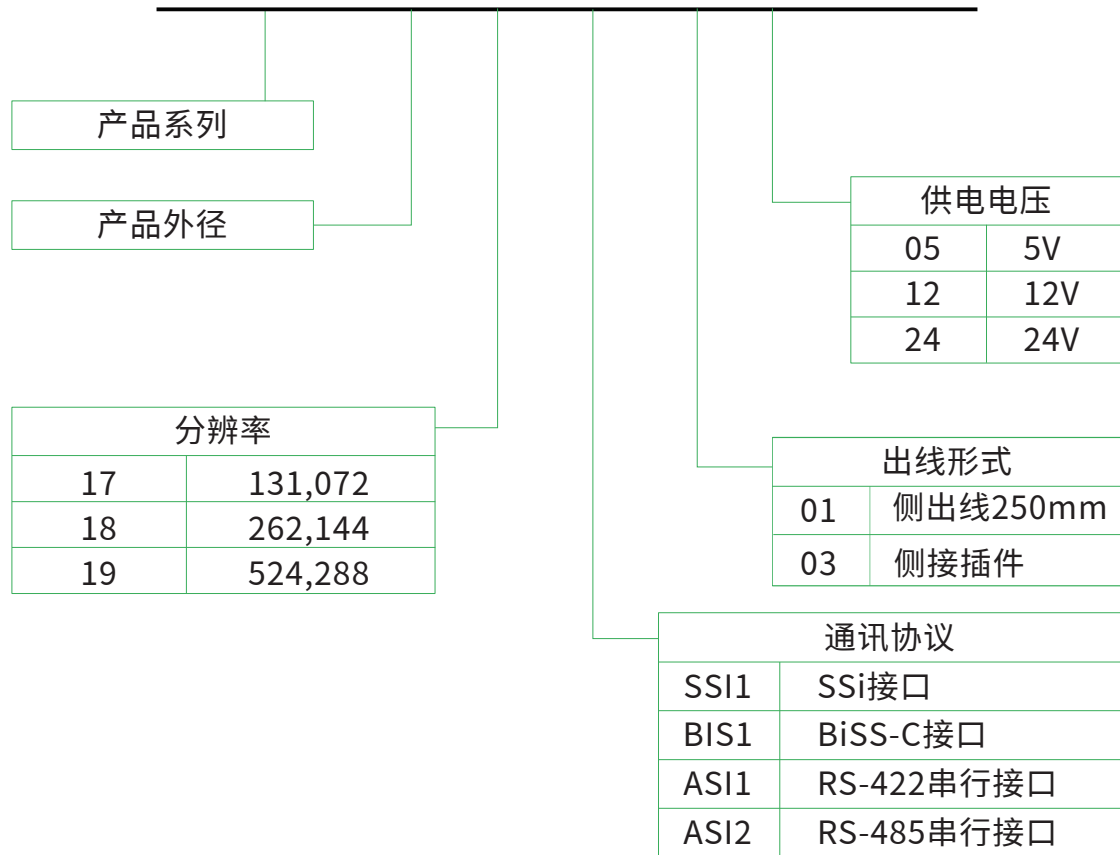 产品系列
产品外径
供电电压
05 5V
12 12V
24 24V
分辨率
17 131,072
18 262,144
19 524,288
出线形式
01 侧出线250mm
03 侧接插件
通讯协议
SSI1 SSi接口
BIS1 BiSS-C接口
ASI1 RS-422串行接口
ASI2 RS-485串行接口